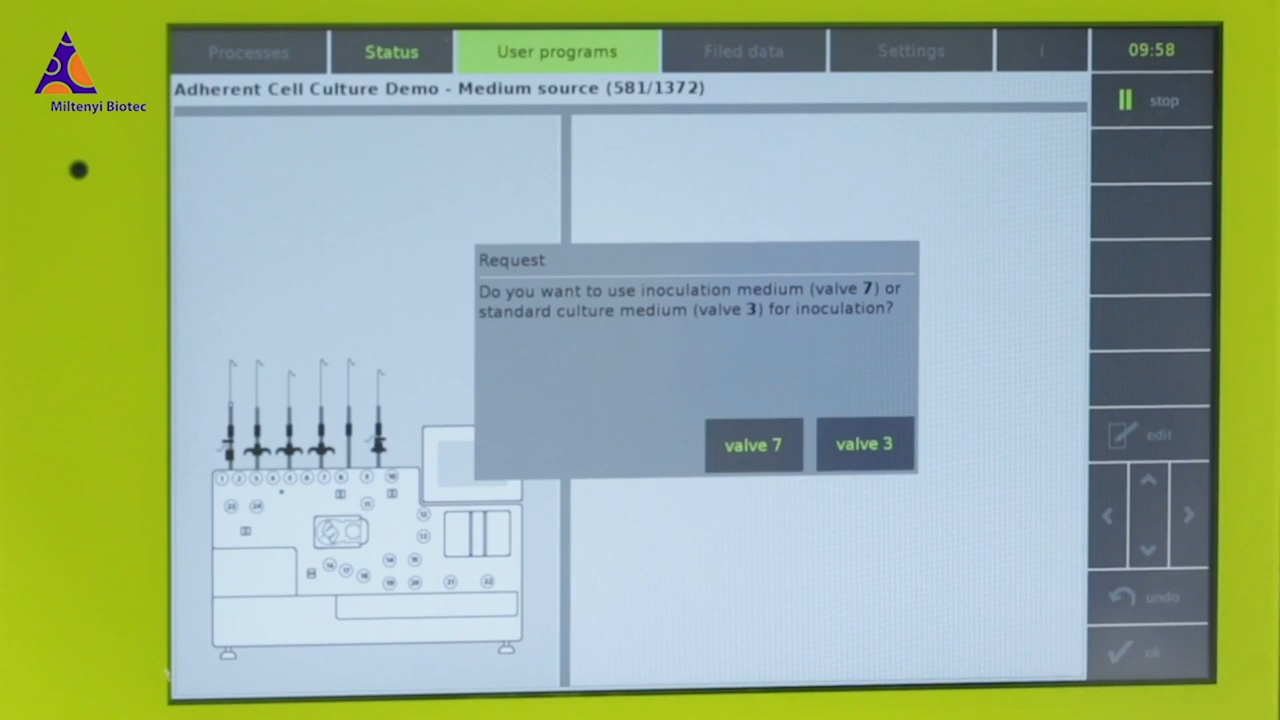 Miltenyi Biotec
Processes
Status
User programs
Filed data
Settings
i
09:58
Adherent Cell Culture Demo - Medium source (581/1372)
stop
Request
Do you want to use inoculation medium (valve 7) or
standard culture medium (valve 3) for inoculation?
valve 7
valve 3
edit
undo
ok